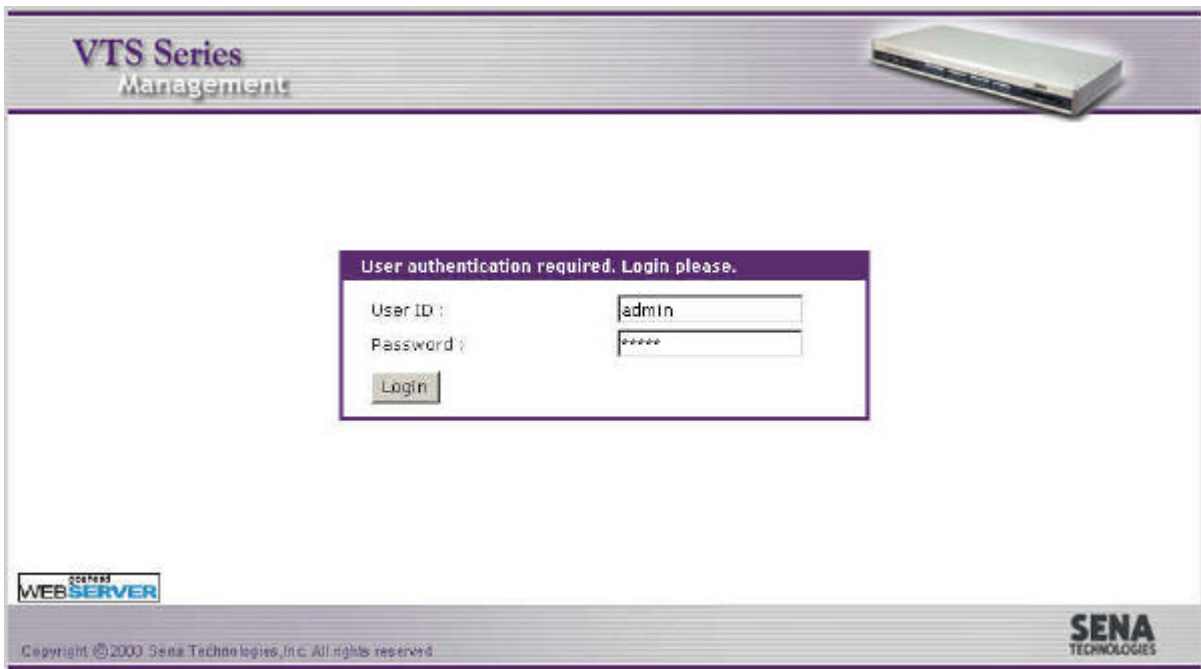 VTS Series
Management
User authentication required. Login please.
User ID :
admin
Password :
*****
Login
goahead
WEBSERVER
SENA
TECHNOLOGIES
Copyright © 2003 Sena Technologies, Inc. All rights reserved